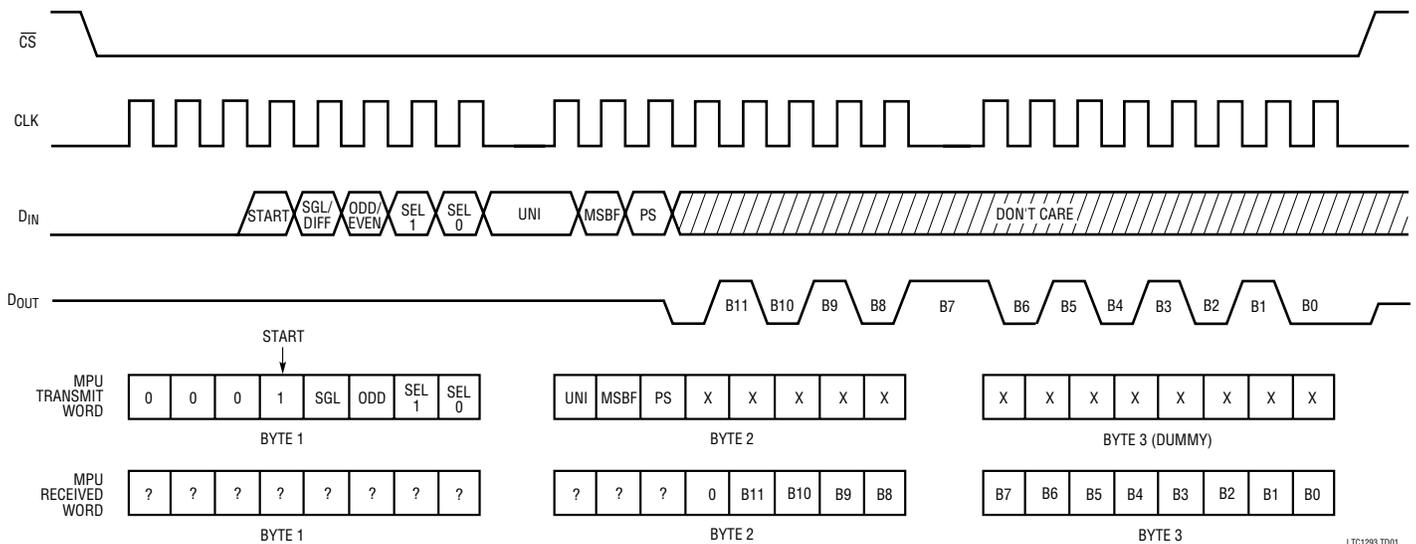 CS
CLK
DIN
START
SGL/
DIFF
ODD/
EVEN
SEL
1
SEL
0
UNI
MSBF
PS
DON'T CARE
DOUT
B11
B10
B9
B8
B7
B6
B5
B4
B3
B2
B1
B0
START
MPU
TRANSMIT
WORD
0 0 0 1 SGL ODD SEL 1 SEL 0
UNI MSBF PS X X X X X
X X X X X X X X
BYTE 1
BYTE 2
BYTE 3 (DUMMY)
MPU
RECEIVED
WORD
? ? ? ? ? ? ? ?
? ? ? 0 B11 B10 B9 B8
B7 B6 B5 B4 B3 B2 B1 B0
BYTE 1
BYTE 2
BYTE 3
LTC1293 TD01